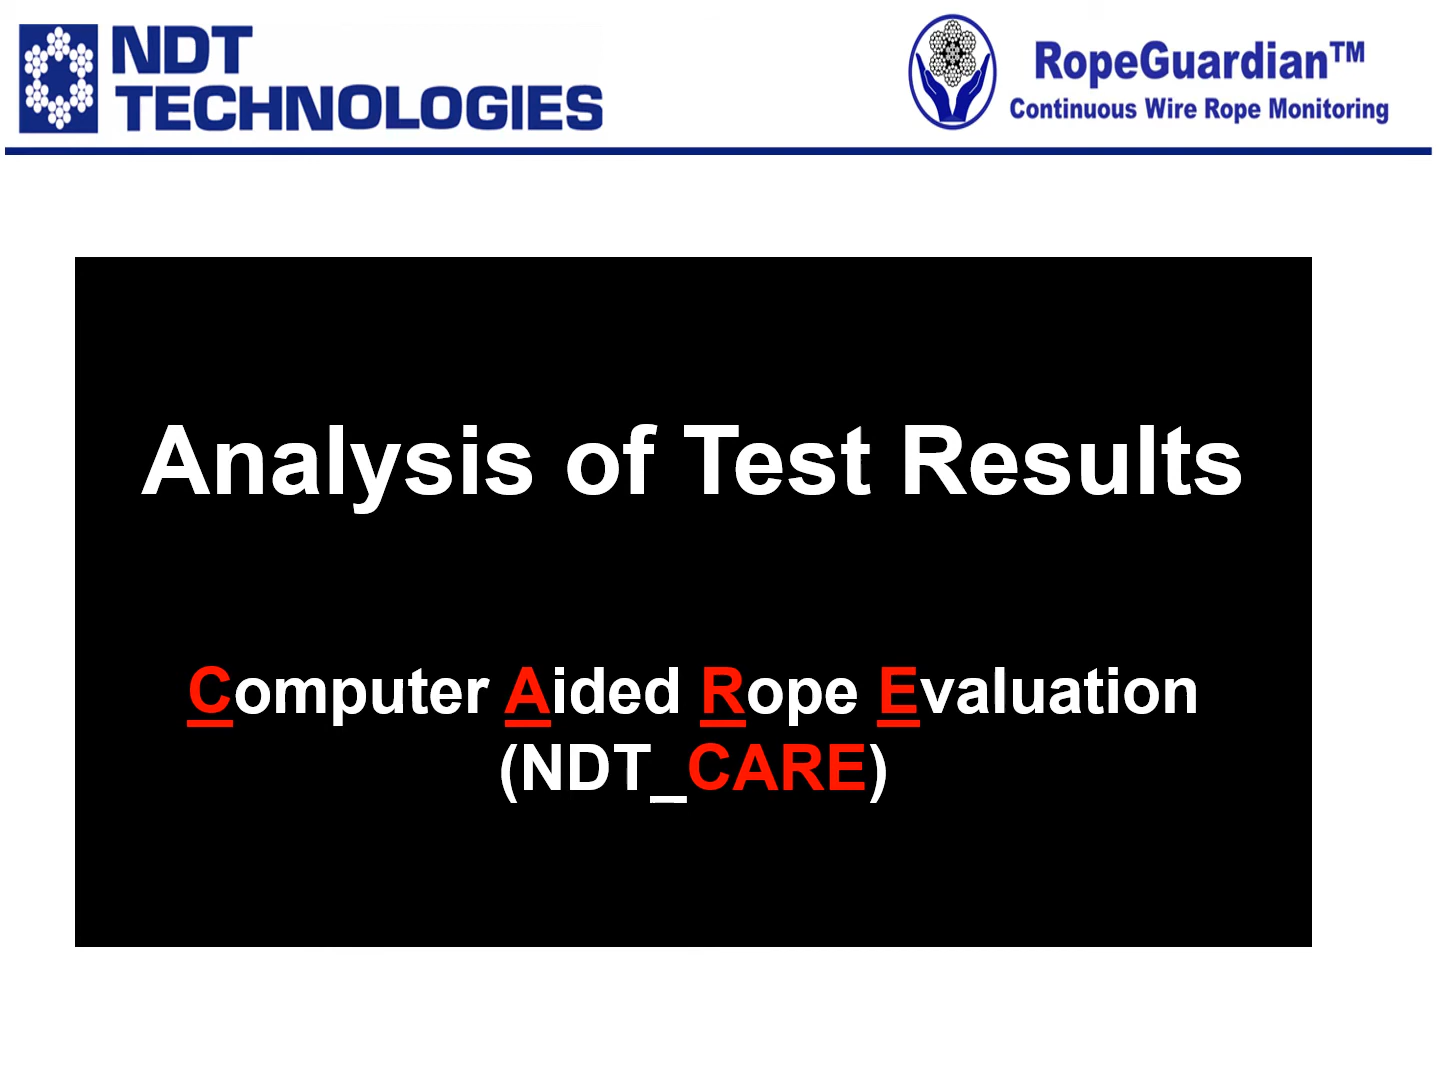 NDT
TECHNOLOGIES
RopeGuardian™
Continuous Wire Rope Monitoring
Analysis of Test Results
Computer Aided Rope Evaluation
(NDT_CARE)